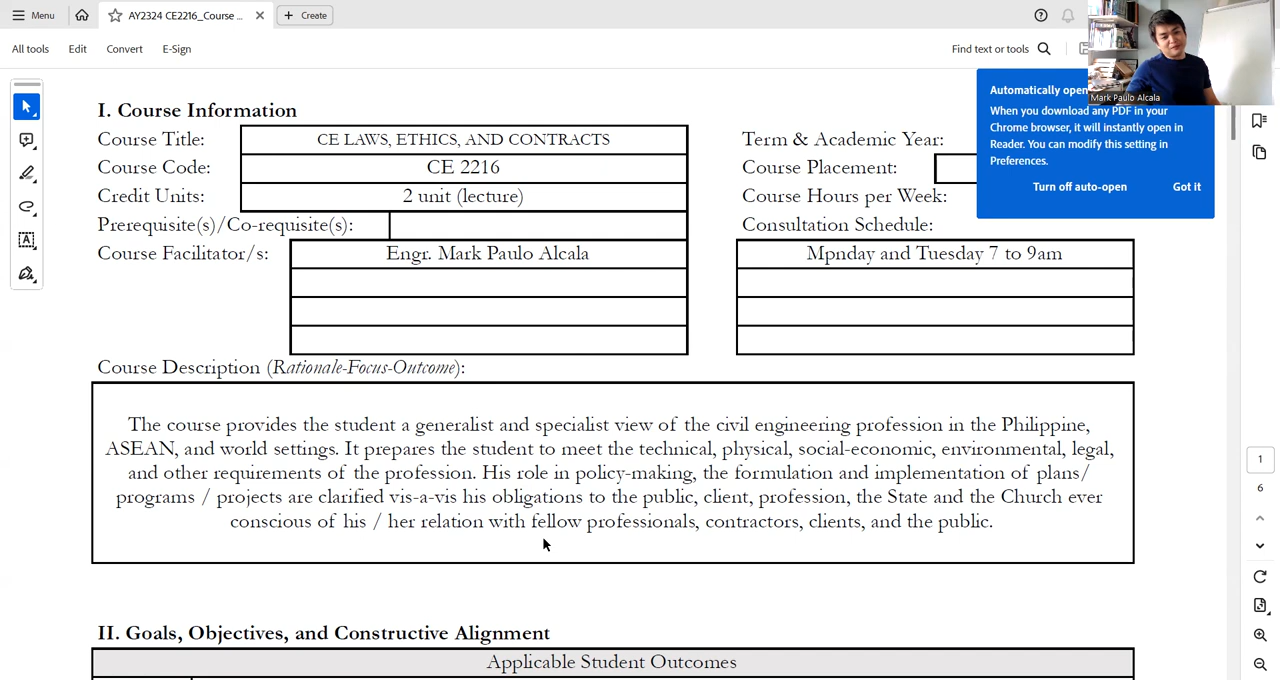 Menu
AY2324 CE2216_Course ...
Create
All tools
Edit
Convert
E-Sign
Find text or tools
Mark Paulo Alcala
Automatically open
When you download any PDF in your
Chrome browser, it will instantly open in
Reader. You can modify this setting in
Preferences.
Turn off auto-open
Got it
I. Course Information
Course Title:
CE LAWS, ETHICS, AND CONTRACTS
Term & Academic Year:
Course Code:
CE 2216
Course Placement:
Credit Units:
2 unit (lecture)
Course Hours per Week:
Prerequisite(s)/Co-requisite(s):
Consultation Schedule:
Course Facilitator/s:
Engr. Mark Paulo Alcala
Mpnday and Tuesday 7 to 9am
Course Description (Rationale-Focus-Outcome):
The course provides the student a generalist and specialist view of the civil engineering profession in the Philippine,
ASEAN, and world settings. It prepares the student to meet the technical, physical, social-economic, environmental, legal,
and other requirements of the profession. His role in policy-making, the formulation and implementation of plans/
programs / projects are clarified vis-a-vis his obligations to the public, client, profession, the State and the Church ever
conscious of his / her relation with fellow professionals, contractors, clients, and the public.
II. Goals, Objectives, and Constructive Alignment
Applicable Student Outcomes
1
6